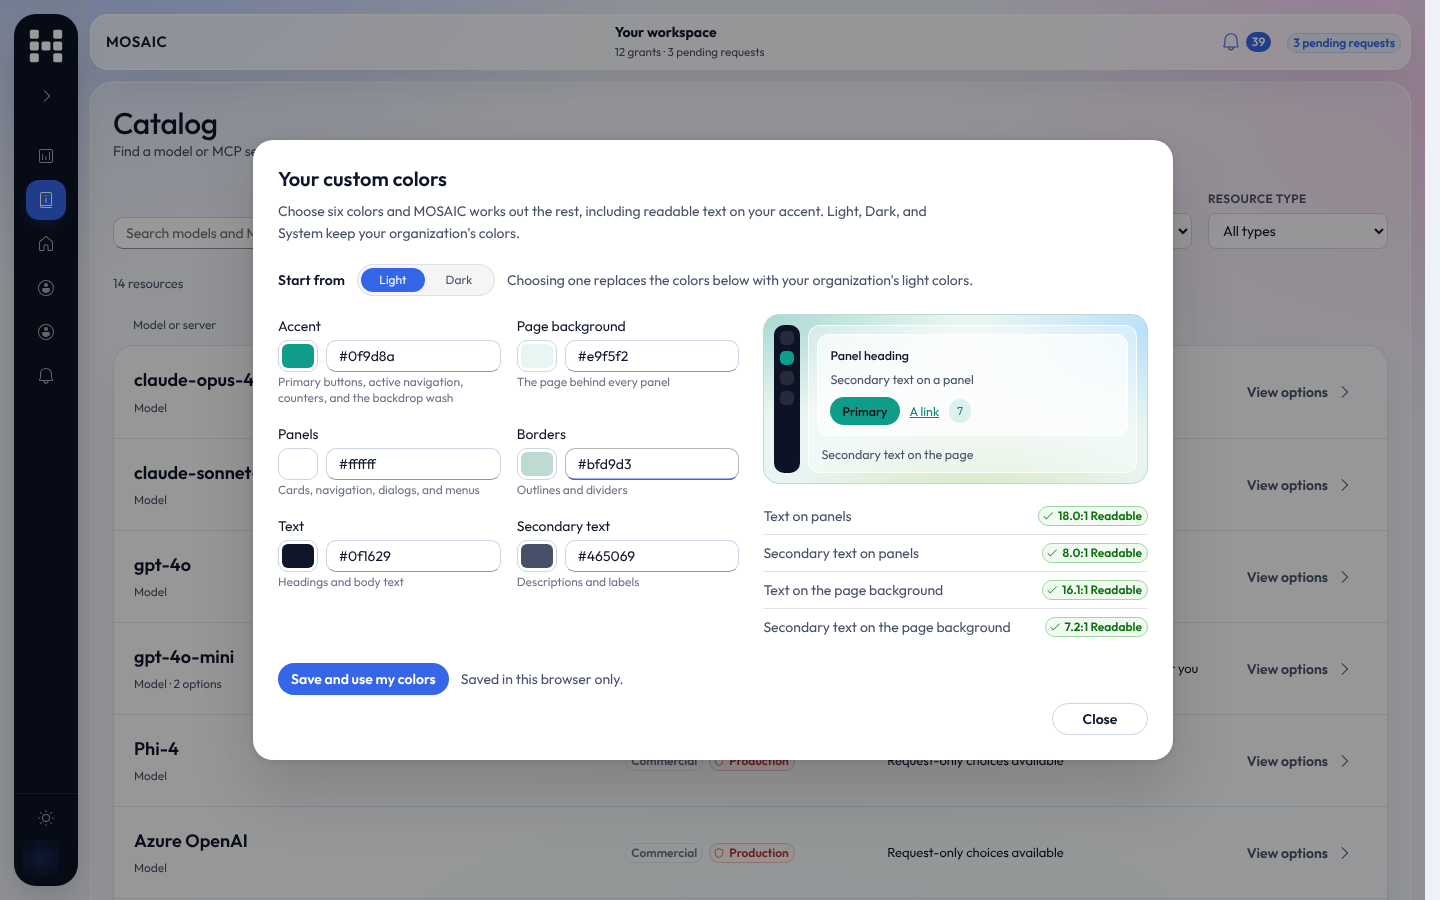 MOSAIC
Your workspace
12 grants · 3 pending requests
39
3 pending requests
Catalog
Find a model or MCP se
RESOURCE TYPE
Search models and M
All types
14 resources
Model or server
claude-opus-4
Model
View options
claude-sonnet-
Model
View options
gpt-4o
Model
View options
gpt-4o-mini
Model · 2 options
r you
View options
Phi-4
Model
Commercial
Production
Request-only choices available
View options
Azure OpenAI
Model
Commercial
Production
Request-only choices available
View options
Your custom colors
Choose six colors and MOSAIC works out the rest, including readable text on your accent. Light, Dark, and
System keep your organization's colors.
Start from
Light
Dark
Choosing one replaces the colors below with your organization's light colors.
Accent
#0f9d8a
Primary buttons, active navigation,
counters, and the backdrop wash
Page background
#e9f5f2
The page behind every panel
Panels
#ffffff
Cards, navigation, dialogs, and menus
Borders
#bfd9d3
Outlines and dividers
Text
#0f1629
Headings and body text
Secondary text
#465069
Descriptions and labels
Panel heading
Secondary text on a panel
Primary
A link
7
Secondary text on the page
Text on panels
18.0:1 Readable
Secondary text on panels
8.0:1 Readable
Text on the page background
16.1:1 Readable
Secondary text on the page background
7.2:1 Readable
Save and use my colors
Saved in this browser only.
Close